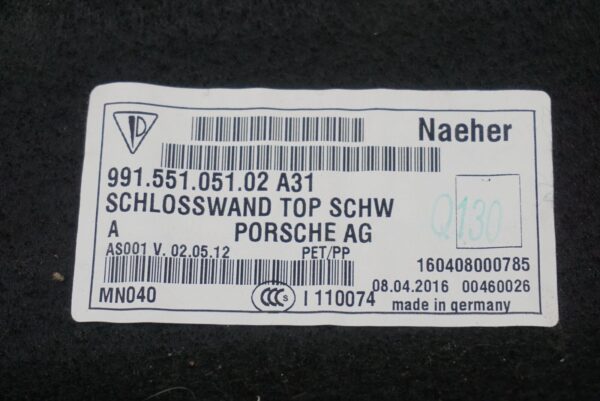 Naeher
991.551.051.02 A31
SCHLOSSWAND TOP SCHW
A PORSCHE AG
Q130
AS001 V. 02.05.12 PET/PP
160408000785
MN040 CCC S I 110074 08.04.2016 00460026
made in germany